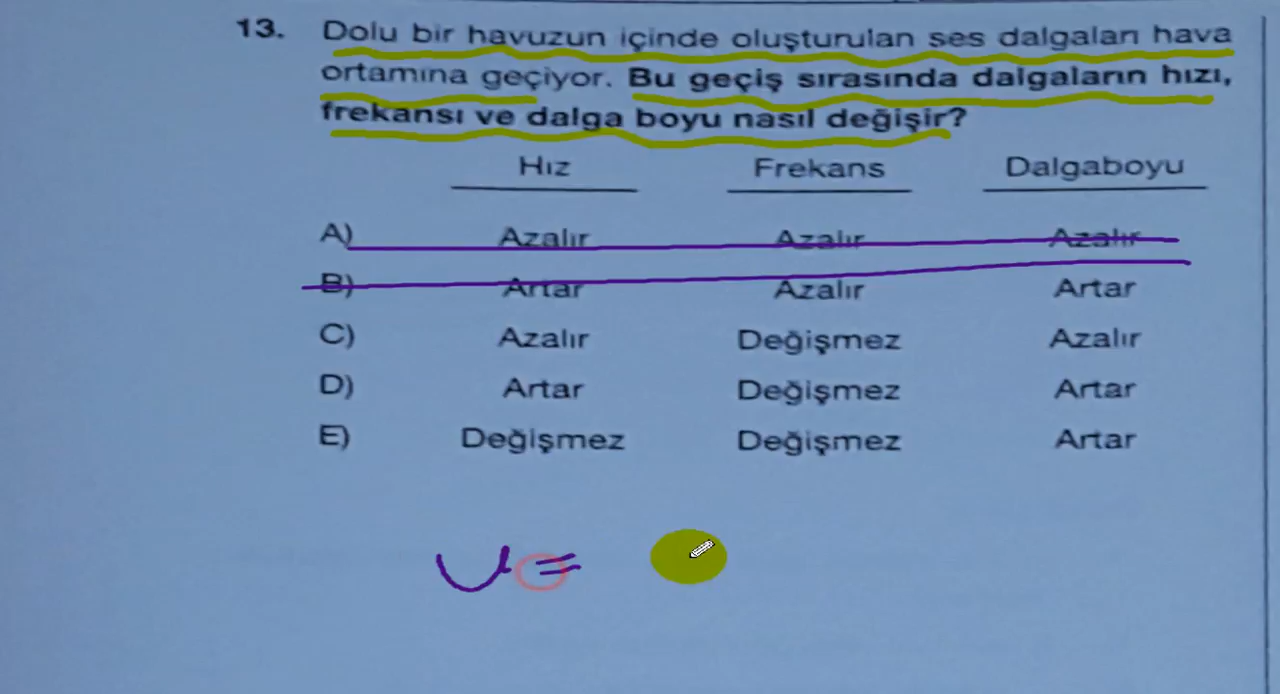 13. Dolu bir havuzun içinde oluşturulan ses dalgaları hava
ortamına geçiyor. Bu geçiş sırasında dalgaların hızı,
frekansı ve dalga boyu nasıl değişir?
Hız Frekans Dalgaboyu
A) Azalır Azalır Azalır
B) Artar Azalır Artar
C) Azalır Değişmez Azalır
D) Artar Değişmez Artar
E) Değişmez Değişmez Artar
υ =